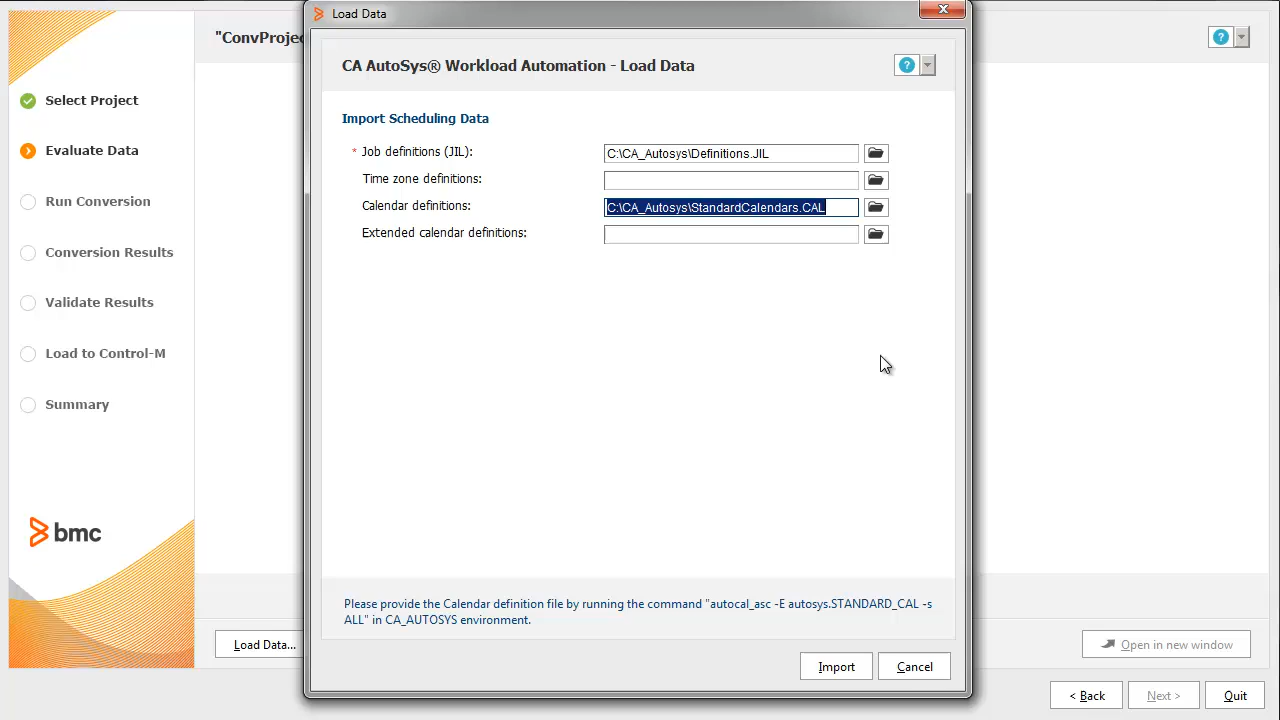 Load Data
"ConvProjec
CA AutoSys® Workload Automation - Load Data
Select Project
Evaluate Data
Run Conversion
Conversion Results
Validate Results
Load to Control-M
Summary
bmc
Import Scheduling Data
* Job definitions (JIL):
C:\CA_Autosys\Definitions.JIL
Time zone definitions:
Calendar definitions:
C:\CA_Autosys\StandardCalendars.CAL
Extended calendar definitions:
Please provide the Calendar definition file by running the command "autocal_asc -E autosys.STANDARD_CAL -s
ALL" in CA_AUTOSYS environment.
Load Data...
Open in new window
Import
Cancel
< Back
Next >
Quit